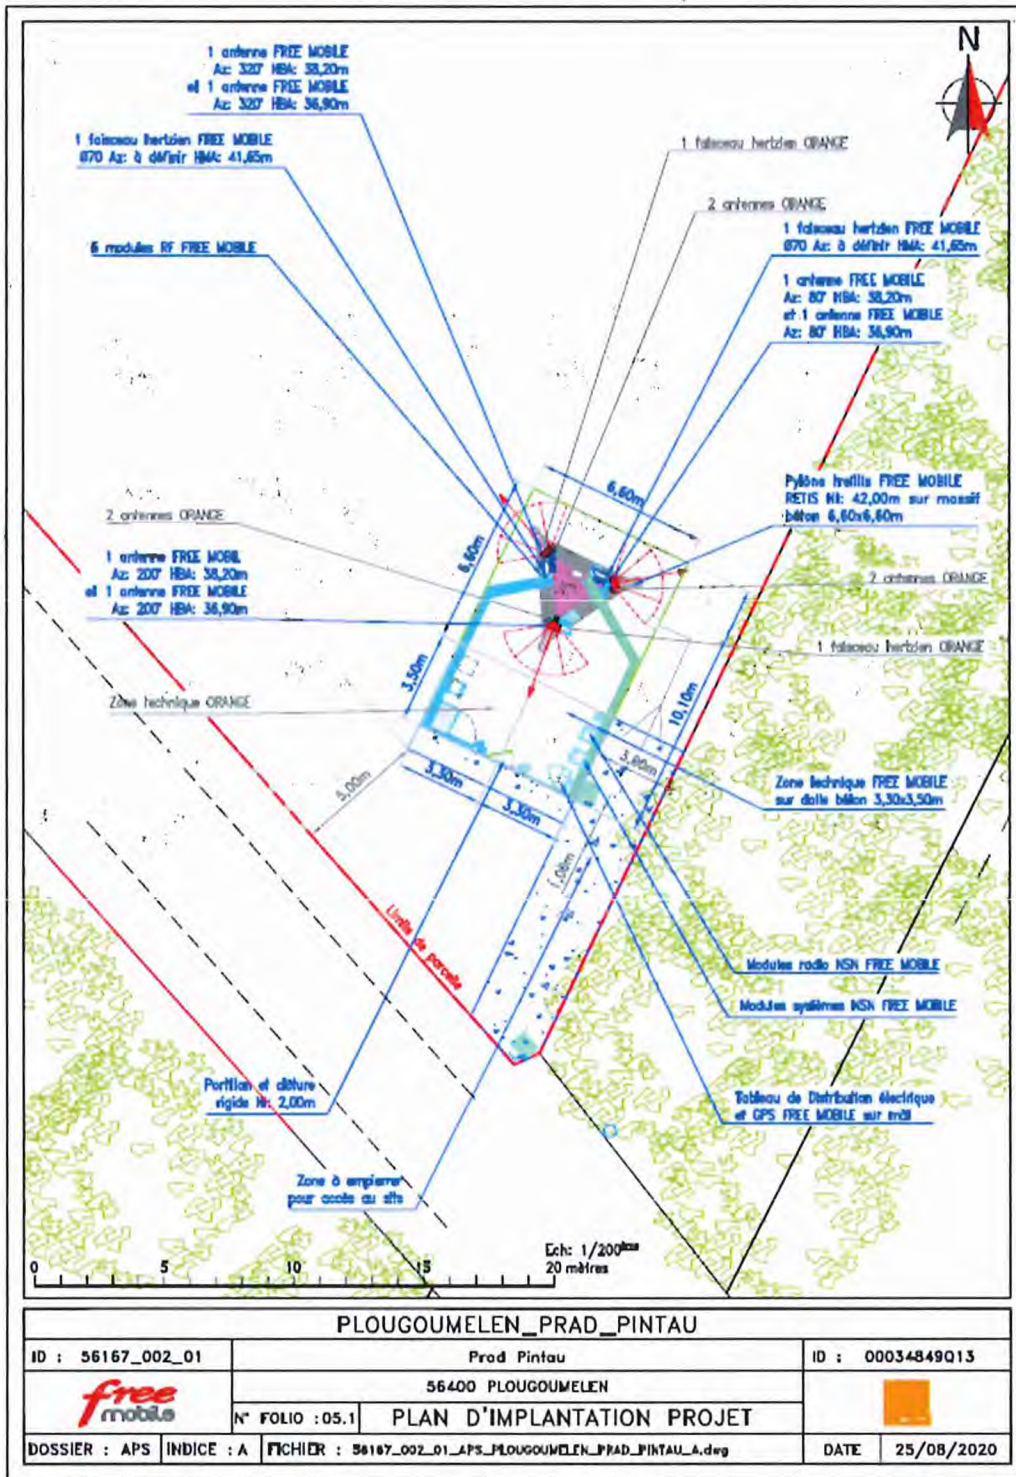 1 antenne FREE MOBILE
Az: 320° HBA: 38,20m
et 1 antenne FREE MOBILE
Az: 320° HBA: 36,90m
1 faisceau hertzien FREE MOBILE
Ø70 Az: à définir HMA: 41,65m
6 modules RF FREE MOBILE
N
1 faisceau hertzien ORANGE
2 antennes ORANGE
1 faisceau hertzien FREE MOBILE
Ø70 Az: à définir HMA: 41,65m
1 antenne FREE MOBILE
Az: 80° HBA: 38,20m
et 1 antenne FREE MOBILE
Az: 80° HBA: 36,90m
6,60m
Pylône treillis FREE MOBILE
RETIS Ht: 42,00m sur massif
béton 6,60x6,60m
2 antennes ORANGE
6,60m
1 antenne FREE MOBIL
Az: 200° HBA: 38,20m
et 1 antenne FREE MOBILE
Az: 200° HBA: 36,90m
2 antennes ORANGE
1 faisceau hertzien ORANGE
3,50m
10,10m
Zone technique ORANGE
3,00m
5,00m
3,30m
3,30m
Zone technique FREE MOBILE
sur dalle béton 3,30x3,50m
1,08m
Limite de parcelle
Modules radio NSN FREE MOBILE
Modules systèmes NSN FREE MOBILE
Portillon et clôture
rigide Ht: 2,00m
Tableau de Distribution électrique
et GPS FREE MOBILE sur mât
Zone à empierrer
pour accès au site
Ech: 1/200ème
0 5 10 15 20 mètres
PLOUGOUMELEN_PRAD_PINTAU
ID : 56167_002_01
Prad Pintau
ID : 00034849Q13
free
mobile
56400 PLOUGOUMELEN
N° FOLIO :05.1
PLAN D'IMPLANTATION PROJET
DOSSIER : APS
INDICE : A
FICHIER : 56167_002_01_APS_PLOUGOUMELEN_PRAD_PINTAU_A.dwg
DATE
25/08/2020